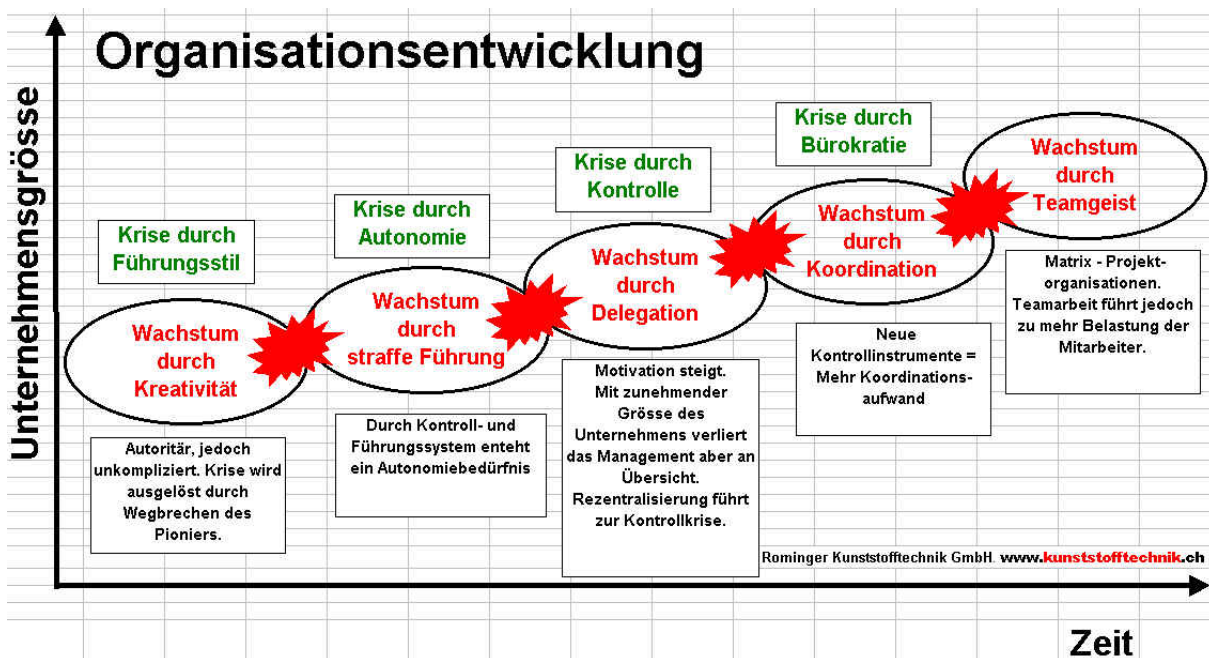 Organisationsentwicklung
Unternehmensgrösse
Krise durch
Führungsstil
Wachstum
durch
Kreativität
Autoritär, jedoch
unkompliziert. Krise wird
ausgelöst durch
Wegbrechen des
Pioniers.
Krise durch
Autonomie
Wachstum
durch
straffe Führung
Durch Kontroll- und
Führungssystem enteht
ein Autonomiebedürfnis
Krise durch
Kontrolle
Wachstum
durch
Delegation
Motivation steigt.
Mit zunehmender
Grösse des
Unternehmens verliert
das Management aber an
Übersicht.
Rezentralisierung führt
zur Kontrollkrise.
Krise durch
Bürokratie
Wachstum
durch
Koordination
Neue
Kontrollinstrumente =
Mehr Koordinations-
aufwand
Wachstum
durch
Teamgeist
Matrix - Projekt-
organisationen.
Teamarbeit führt jedoch
zu mehr Belastung der
Mitarbeiter.
Rominger Kunststofftechnik GmbH. www.kunststofftechnik.ch
Zeit